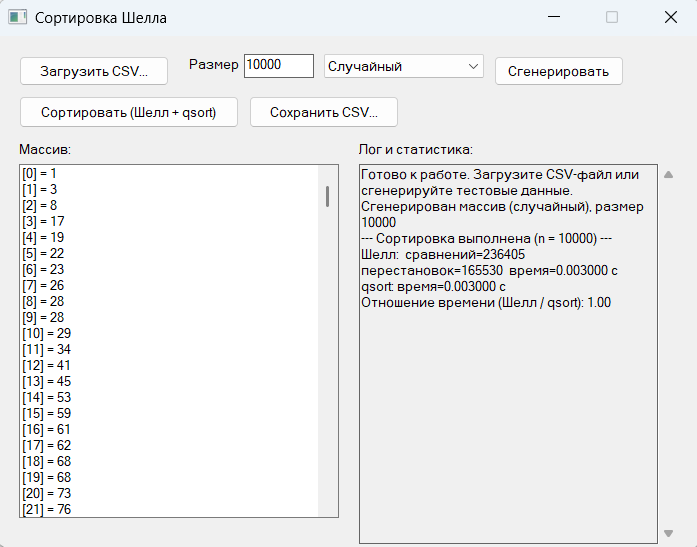 Сортировка Шелла
Загрузить CSV...
Размер
10000
Случайный
Сгенерировать
Сортировать (Шелл + qsort)
Сохранить CSV...
Массив:
[0] = 1
[1] = 3
[2] = 8
[3] = 17
[4] = 19
[5] = 22
[6] = 23
[7] = 26
[8] = 28
[9] = 28
[10] = 29
[11] = 34
[12] = 41
[13] = 45
[14] = 53
[15] = 59
[16] = 61
[17] = 62
[18] = 68
[19] = 68
[20] = 73
[21] = 76
Лог и статистика:
Готово к работе. Загрузите CSV-файл или
сгенерируйте тестовые данные.
Сгенерирован массив (случайный), размер
10000
--- Сортировка выполнена (n = 10000) ---
Шелл:  сравнений=236405
перестановок=165530  время=0.003000 с
qsort: время=0.003000 с
Отношение времени (Шелл / qsort): 1.00